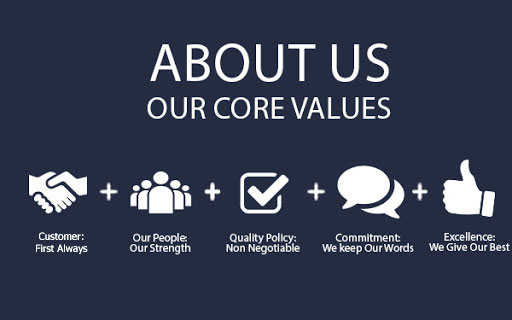 ABOUT US
OUR CORE VALUES
Customer:
First Always
Our People:
Our Strength
Quality Policy:
Non Negotiable
Commitment:
We keep Our Words
Excellence:
We Give Our Best